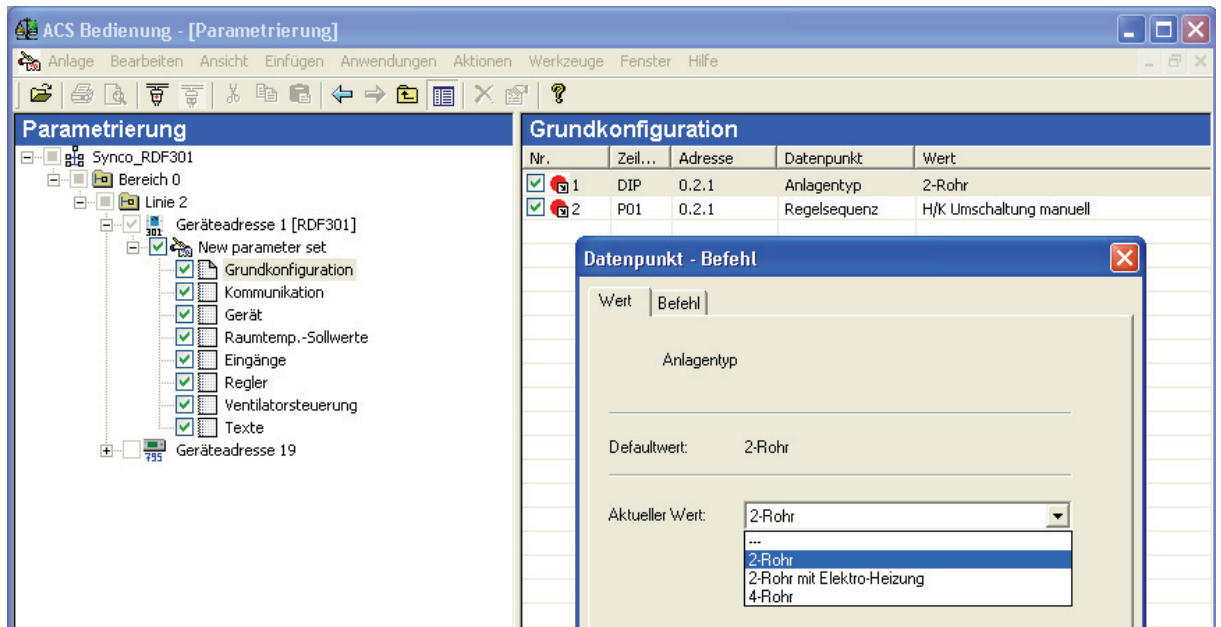 ACS Bedienung - [Parametrierung]
Anlage Bearbeiten Ansicht Einfügen Anwendungen Aktionen Werkzeuge Fenster Hilfe
Parametrierung
Synco_RDF301
Bereich 0
Linie 2
301
Geräteadresse 1 [RDF301]
New parameter set
Grundkonfiguration
Kommunikation
Gerät
Raumtemp.-Sollwerte
Eingänge
Regler
Ventilatorsteuerung
Texte
795
Geräteadresse 19
Grundkonfiguration
Nr. Zeil... Adresse Datenpunkt Wert
1 DIP 0.2.1 Anlagentyp 2-Rohr
2 P01 0.2.1 Regelsequenz H/K Umschaltung manuell
Datenpunkt - Befehl
Wert Befehl
Anlagentyp
Defaultwert: 2-Rohr
Aktueller Wert: 2-Rohr
---
2-Rohr
2-Rohr mit Elektro-Heizung
4-Rohr